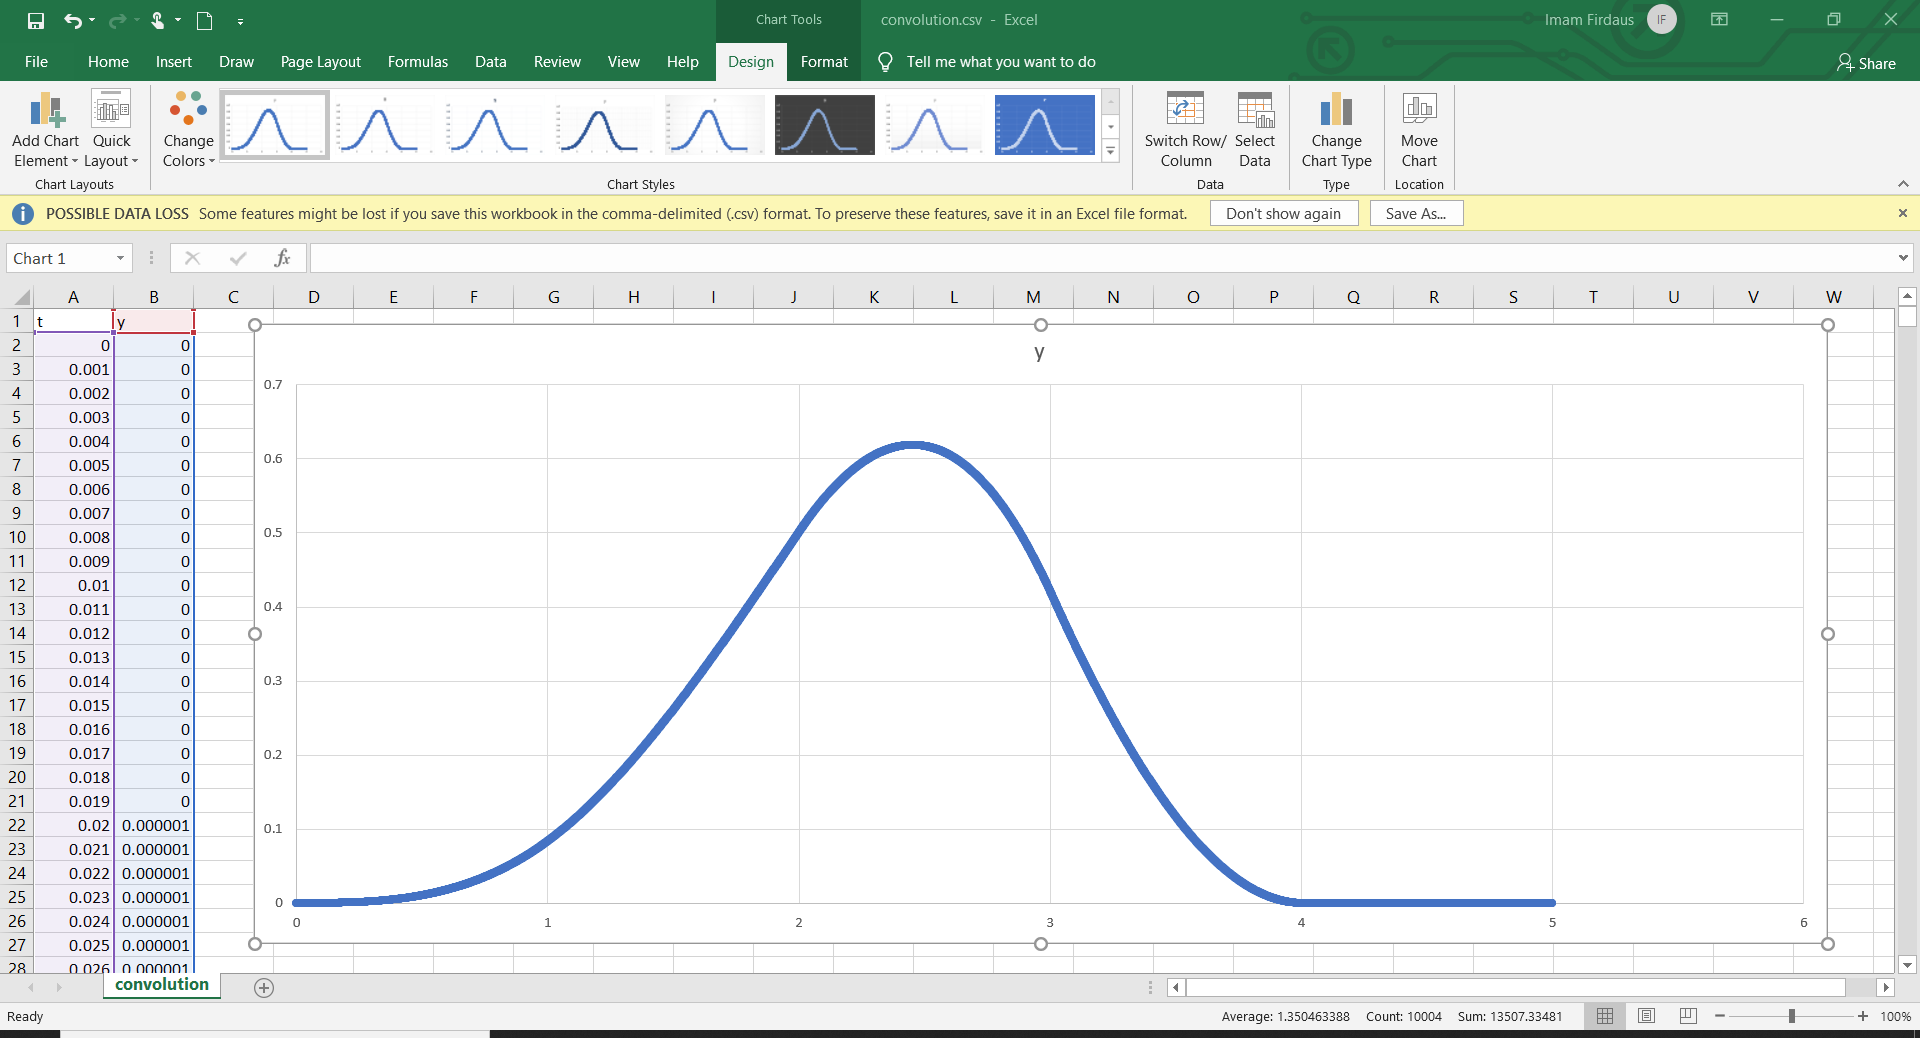 Chart Tools
convolution.csv - Excel
Imam Firdaus
IF
File Home Insert Draw Page Layout Formulas Data Review View Help Design Format Tell me what you want to do Share
Add Chart Element
Quick Layout
Chart Layouts
Change Colors
Chart Styles
Switch Row/ Column
Select Data
Data
Change Chart Type
Type
Move Chart
Location
POSSIBLE DATA LOSS Some features might be lost if you save this workbook in the comma-delimited (.csv) format. To preserve these features, save it in an Excel file format. Don't show again Save As...
Chart 1
fx
A B C D E F G H I J K L M N O P Q R S T U V W
1 t y
2 0 0
3 0.001 0
4 0.002 0
5 0.003 0
6 0.004 0
7 0.005 0
8 0.006 0
9 0.007 0
10 0.008 0
11 0.009 0
12 0.01 0
13 0.011 0
14 0.012 0
15 0.013 0
16 0.014 0
17 0.015 0
18 0.016 0
19 0.017 0
20 0.018 0
21 0.019 0
22 0.02 0.000001
23 0.021 0.000001
24 0.022 0.000001
25 0.023 0.000001
26 0.024 0.000001
27 0.025 0.000001
28 0.026 0.000001
y
0.7
0.6
0.5
0.4
0.3
0.2
0.1
0
0 1 2 3 4 5 6
convolution
Ready
Average: 1.350463388 Count: 10004 Sum: 13507.33481
100%